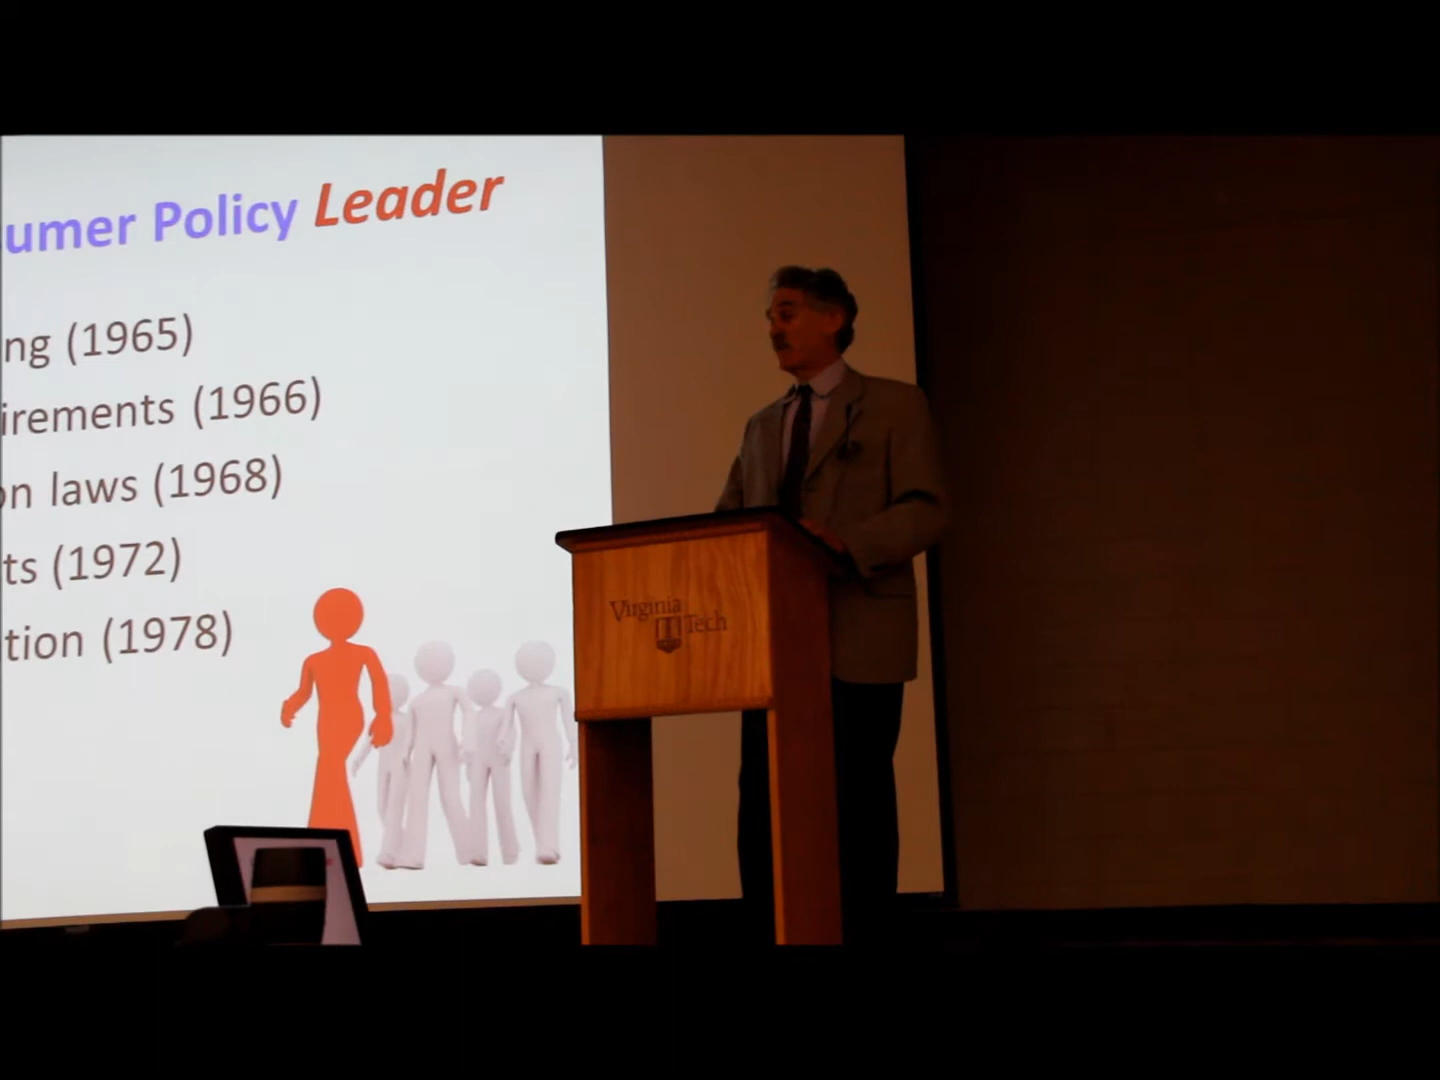 umer Policy Leader
ng (1965)
irements (1966)
on laws (1968)
ts (1972)
tion (1978)
Virginia
Tech